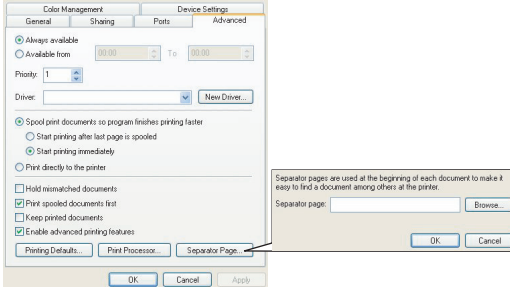 Color Management Device Settings
General Sharing Ports Advanced
Always available
Available from 00:00 To 00:00
Priority: 1
Driver: New Driver...
Spool print documents so program finishes printing faster
Start printing after last page is spooled
Start printing immediately
Print directly to the printer
Hold mismatched documents
Print spooled documents first
Keep printed documents
Enable advanced printing features
Printing Defaults... Print Processor... Separator Page...
OK Cancel Apply
Separator pages are used at the beginning of each document to make it
easy to find a document among others at the printer.
Separator page: Browse...
OK Cancel